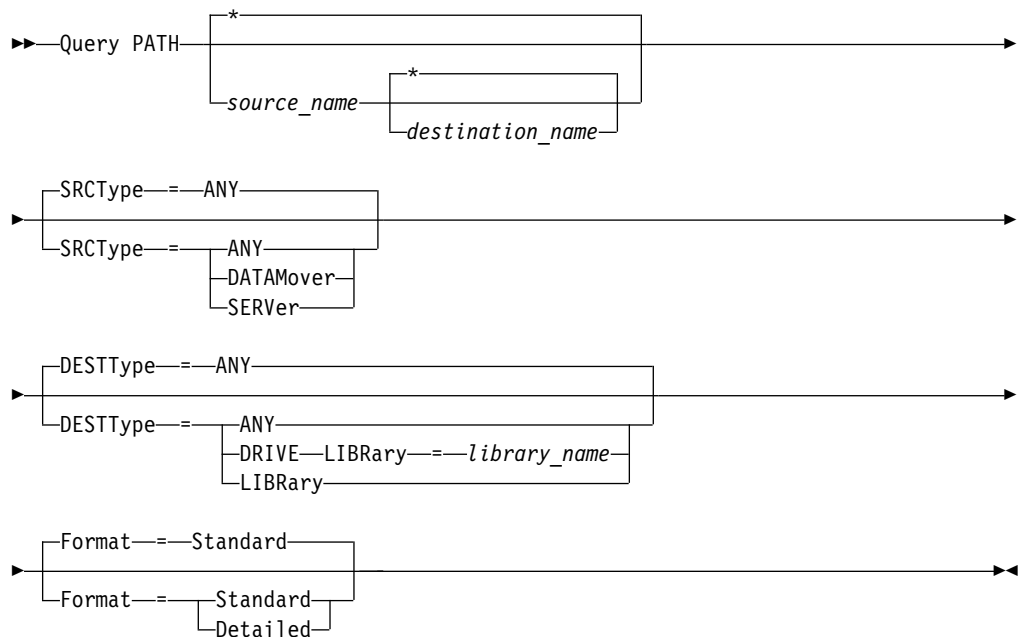 *
Query PATH
*
source_name
destination_name
SRCType = ANY
SRCType = ANY
DATAMover
SERVer
DESTType = ANY
DESTType = ANY
DRIVE LIBRary = library_name
LIBRary
Format = Standard
Format = Standard
Detailed